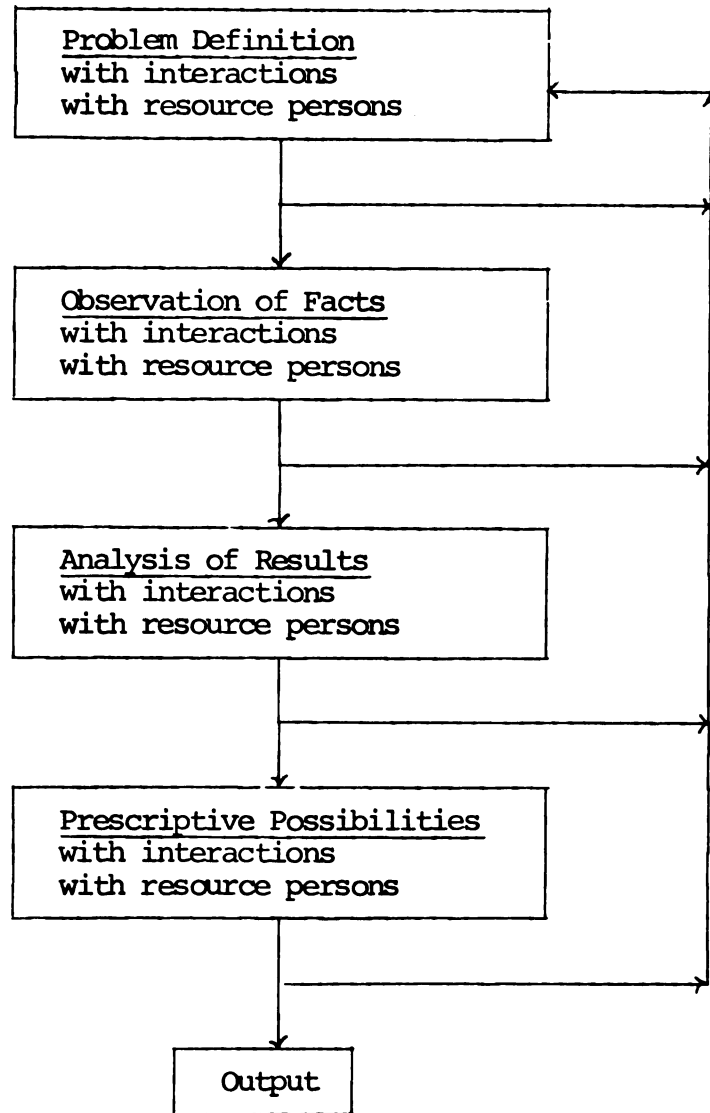 Problem Definition
with interactions
with resource persons
Observation of Facts
with interactions
with resource persons
Analysis of Results
with interactions
with resource persons
Prescriptive Possibilities
with interactions
with resource persons
Output